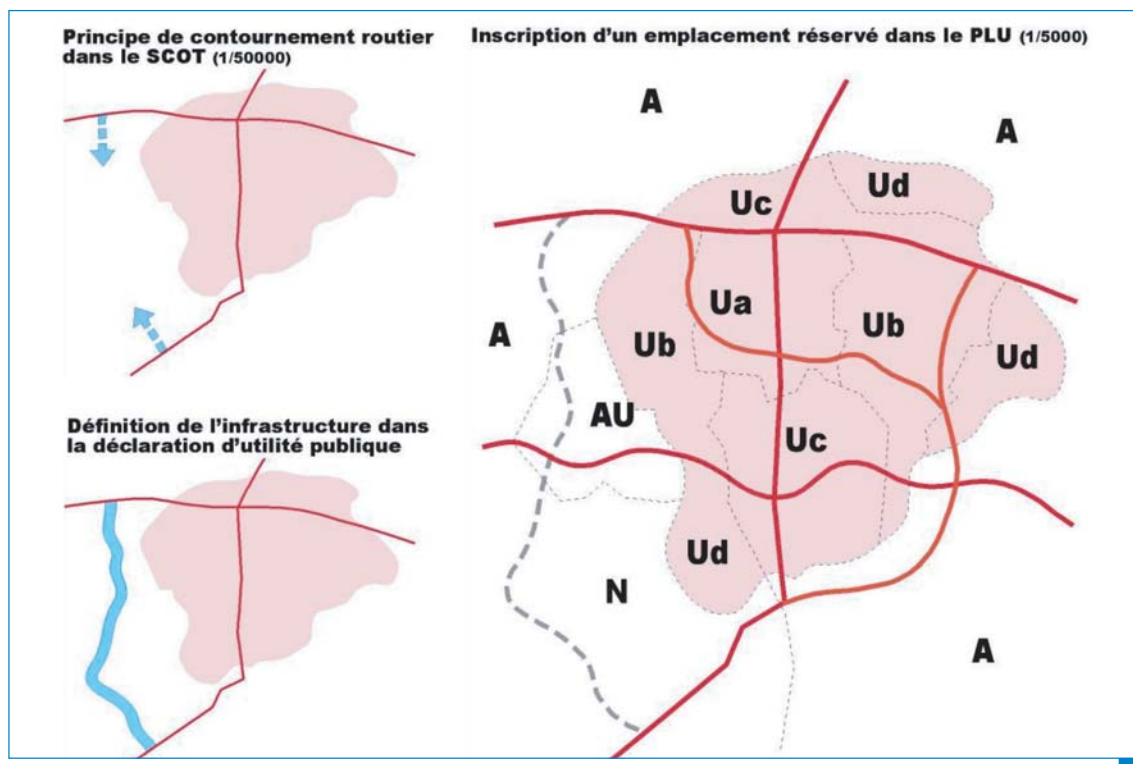 Principe de contournement routier
dans le SCOT (1/50000)
Définition de l'infrastructure dans
la déclaration d'utilité publique
Inscription d'un emplacement réservé dans le PLU (1/5000)
A
A
Ud
Uc
Ua
A
Ub
Ub
Ud
AU
Uc
Ud
N
A